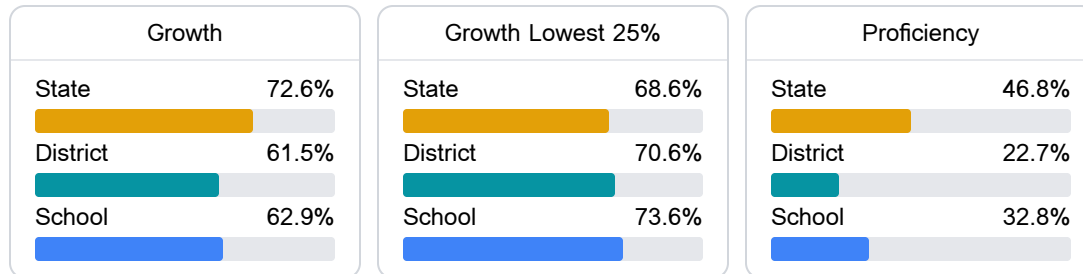 Growth
State 72.6%
District 61.5%
School 62.9%
Growth Lowest 25%
State 68.6%
District 70.6%
School 73.6%
Proficiency
State 46.8%
District 22.7%
School 32.8%